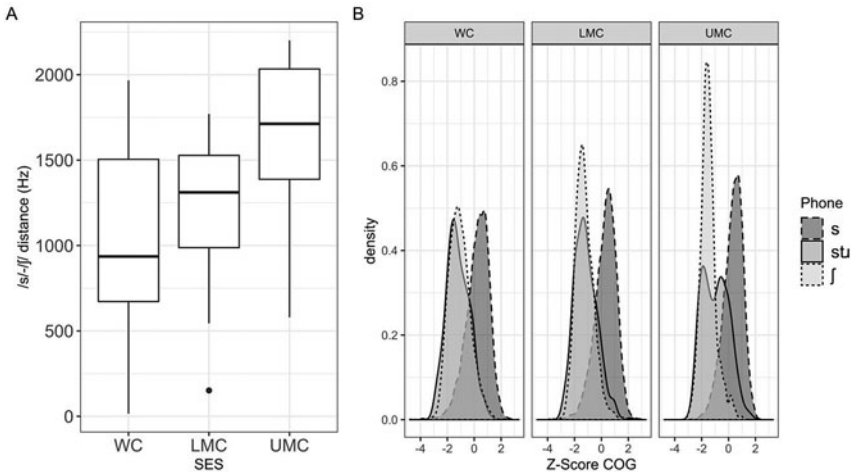 A
/s/-/ʃ/ distance (Hz)
2000
1500
1000
500
0
WC
LMC
UMC
SES
B
WC
LMC
UMC
density
0.8
0.6
0.4
0.2
0.0
-4 -2 0 2
-4 -2 0 2
-4 -2 0 2
Z-Score COG
Phone
s
stu
ʃ